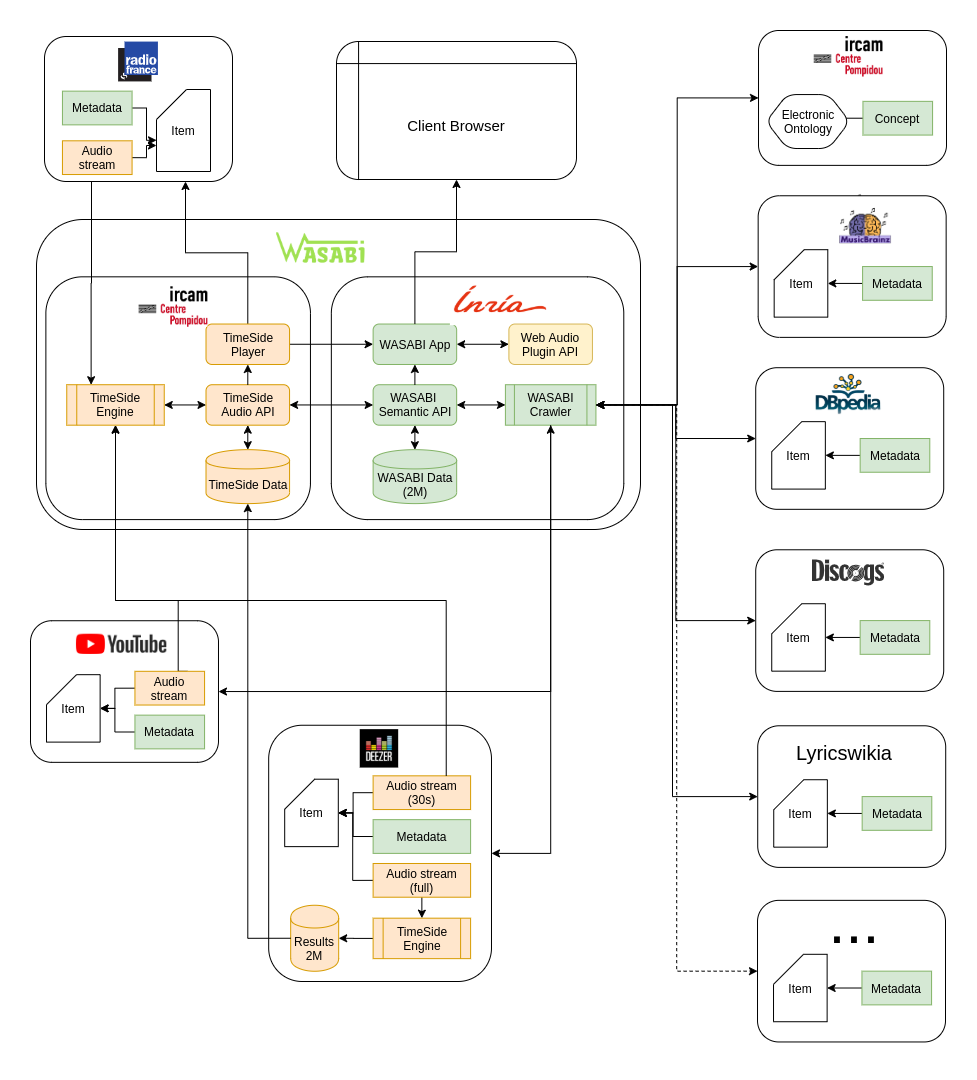 radio
france
Metadata
Audio
stream
Item
Client Browser
WASABI
ircam
Centre
Pompidou
TimeSide
Player
TimeSide
Engine
TimeSide
Audio API
TimeSide Data
Inria
WASABI App
Web Audio
Plugin API
WASABI
Semantic API
WASABI
Crawler
WASABI Data
(2M)
YouTube
Item
Audio
stream
Metadata
DEEZER
Item
Audio stream
(30s)
Metadata
Audio stream
(full)
TimeSide
Engine
Results
2M
ircam
Centre
Pompidou
Electronic
Ontology
Concept
MusicBrainz
Item
Metadata
DBpedia
Item
Metadata
Discogs
Item
Metadata
Lyricswikia
Item
Metadata
...
Item
Metadata